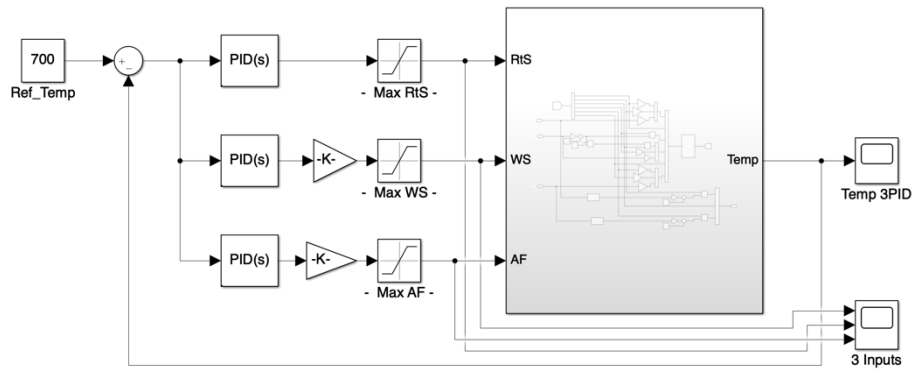 700
Ref_Temp
+
-
PID(s)
- Max RtS -
RtS
PID(s)
-K-
- Max WS -
WS
Temp
Temp 3PID
PID(s)
-K-
- Max AF -
AF
3 Inputs